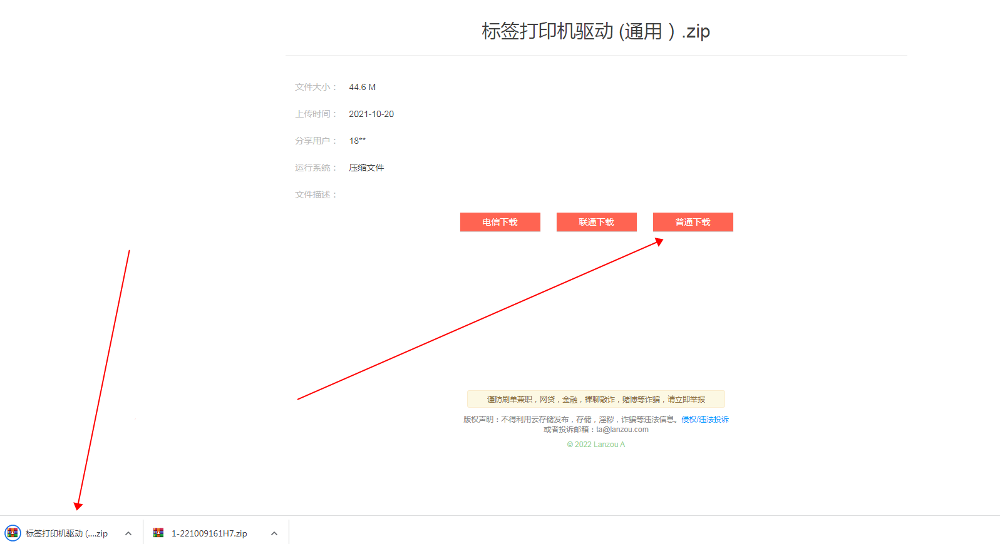 标签打印机驱动 (通用 ) .zip
文件大小： 44.6 M
上传时间： 2021-10-20
分享用户： 18**
运行系统： 压缩文件
文件描述：
电信下载 联通下载 普通下载
谨防刷单兼职，网贷，金融，裸聊敲诈，赌博等诈骗，请立即举报
版权声明：不得利用云存储发布，存储，淫秽，诈骗等违法信息。侵权/违法投诉
或者投诉邮箱：ta@lanzou.com
© 2022 Lanzou A
标签打印机驱动 (....zip 1-221009161H7.zip